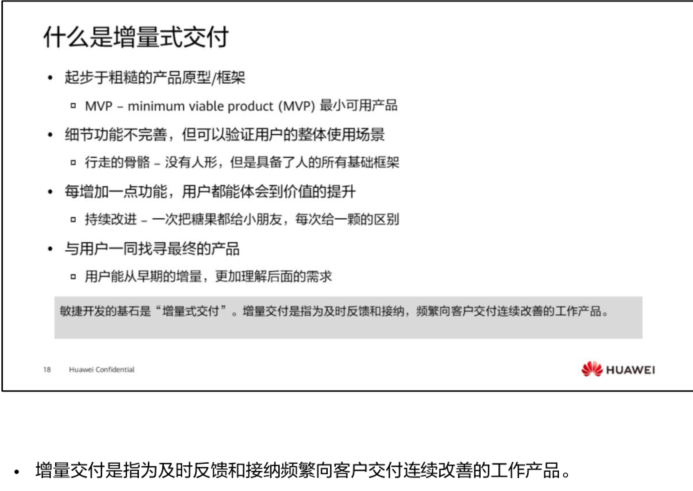 什么是增量式交付
• 起步于粗糙的产品原型/框架
▫ MVP – minimum viable product (MVP) 最小可用产品
• 细节功能不完善，但可以验证用户的整体使用场景
▫ 行走的骨骼 – 没有人形，但是具备了人的所有基础框架
• 每增加一点功能，用户都能体会到价值的提升
▫ 持续改进 – 一次把糖果都给小朋友，每次给一颗的区别
• 与用户一同找寻最终的产品
▫ 用户能从早期的增量，更加理解后面的需求
敏捷开发的基石是“增量式交付”。增量交付是指为及时反馈和接纳，频繁向客户交付连续改善的工作产品。
18 Huawei Confidential
HUAWEI
• 增量交付是指为及时反馈和接纳频繁向客户交付连续改善的工作产品。